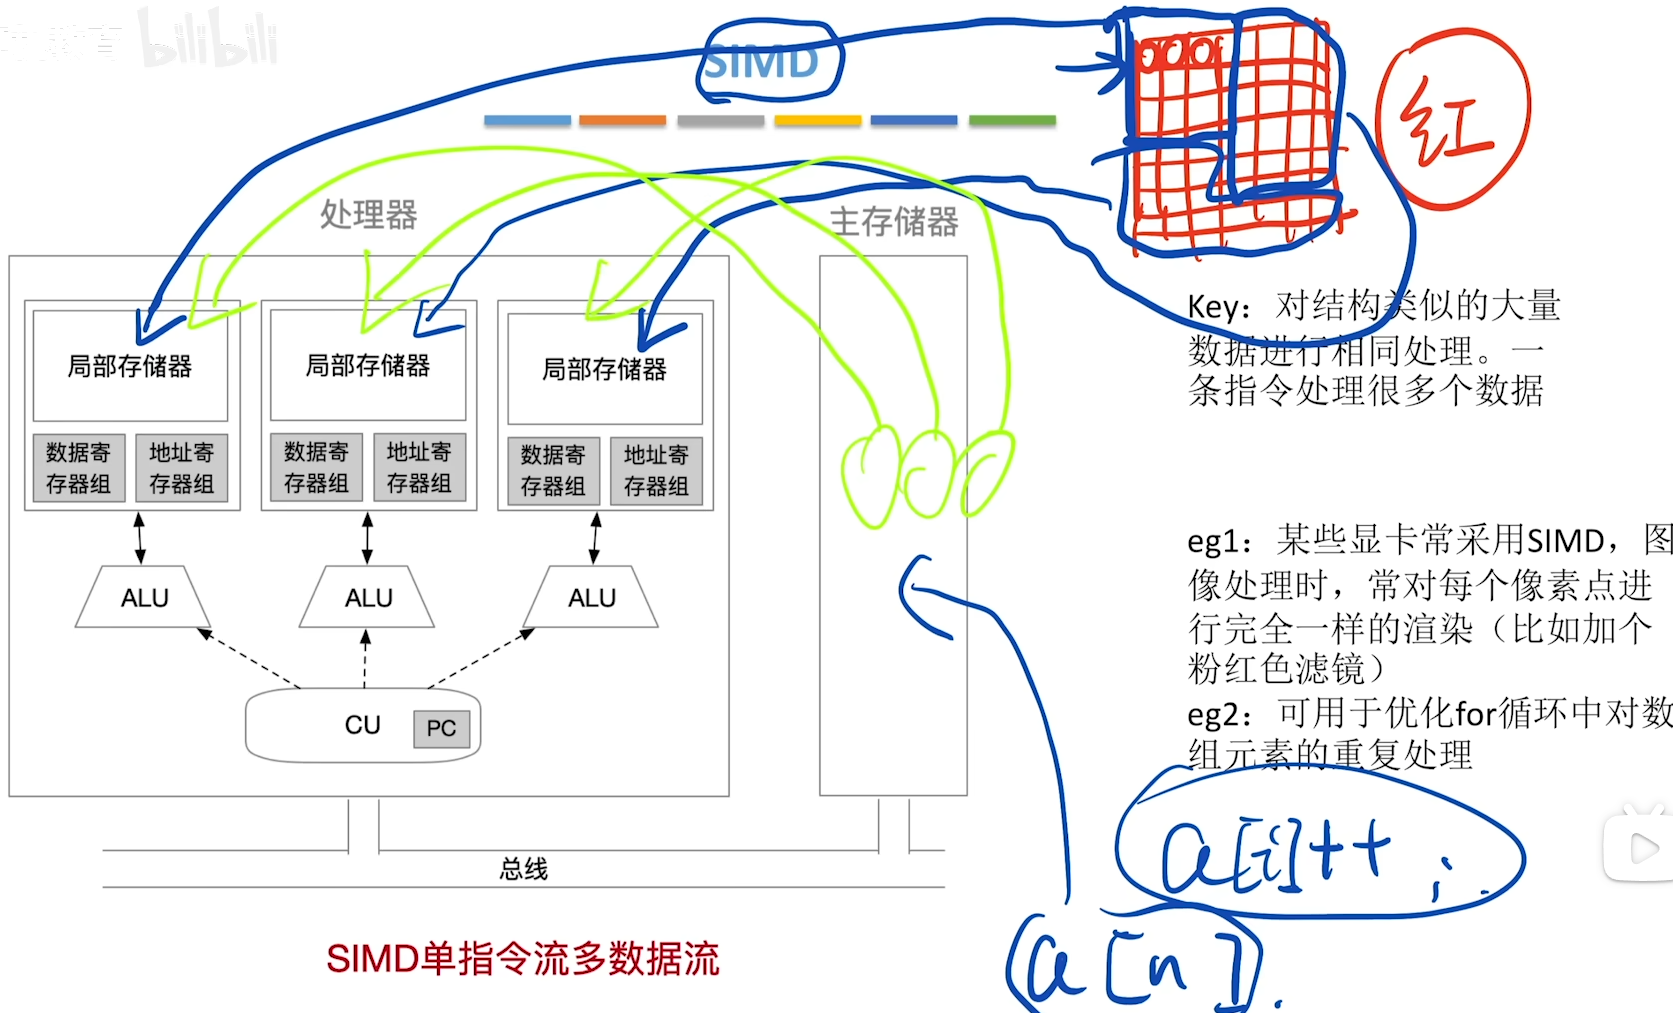 bilibili
SIMD
红
处理器
主存储器
局部存储器
局部存储器
局部存储器
数据寄
存器组
地址寄
存器组
数据寄
存器组
地址寄
存器组
数据寄
存器组
地址寄
存器组
ALU
ALU
ALU
CU
PC
总线
SIMD单指令流多数据流
Key：对结构类似的大量
数据进行相同处理。一
条指令处理很多个数据
eg1：某些显卡常采用SIMD，图
像处理时，常对每个像素点进
行完全一样的渲染（比如加个
粉红色滤镜）
eg2：可用于优化for循环中对数
组元素的重复处理
a[i]++;
a[n].